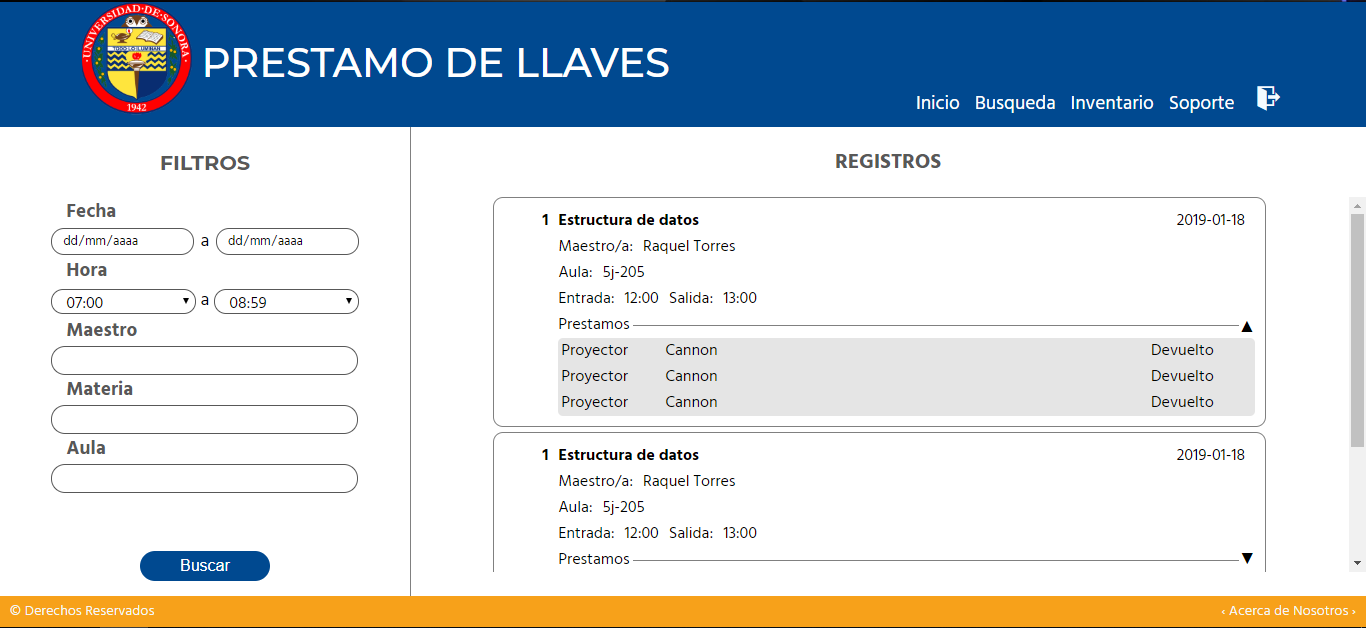 UNIVERSIDAD·DE·SONORA
TODO LO ILUMINAN
1942
PRESTAMO DE LLAVES
Inicio Busqueda Inventario Soporte
FILTROS
Fecha
dd/mm/aaaa a dd/mm/aaaa
Hora
07:00 a 08:59
Maestro
Materia
Aula
Buscar
REGISTROS
1 Estructura de datos 2019-01-18
Maestro/a: Raquel Torres
Aula: 5j-205
Entrada: 12:00 Salida: 13:00
Prestamos ▲
Proyector Cannon Devuelto
Proyector Cannon Devuelto
Proyector Cannon Devuelto
1 Estructura de datos 2019-01-18
Maestro/a: Raquel Torres
Aula: 5j-205
Entrada: 12:00 Salida: 13:00
Prestamos ▼
© Derechos Reservados ‹ Acerca de Nosotros ›